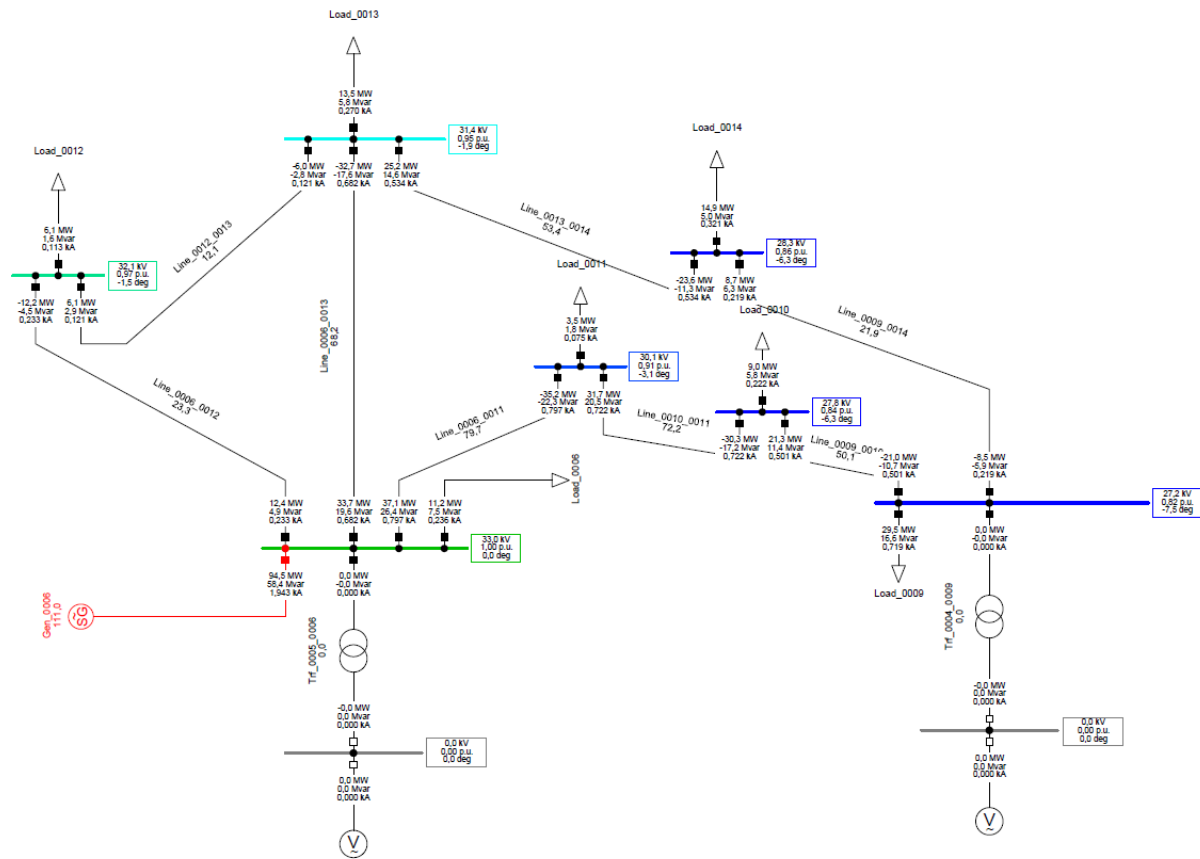 Load_0013
13,5 MW
5,8 Mvar
0,270 kA
31,4 kV
0,95 p.u.
-1,9 deg
-6,0 MW
-2,8 Mvar
0,121 kA
-32,7 MW
-17,6 Mvar
0,682 kA
25,2 MW
14,6 Mvar
0,534 kA
Load_0012
6,1 MW
1,6 Mvar
0,113 kA
32,1 kV
0,97 p.u.
-1,5 deg
-12,2 MW
-4,5 Mvar
0,233 kA
6,1 MW
2,9 Mvar
0,121 kA
Line_0012_0013
12,1
Line_0006_0013
68,2
Line_0013_0014
53,4
Load_0014
14,9 MW
5,0 Mvar
0,321 kA
28,3 kV
0,86 p.u.
-6,3 deg
-23,6 MW
-11,3 Mvar
0,534 kA
8,7 MW
6,3 Mvar
0,219 kA
Load_0011
3,5 MW
1,8 Mvar
0,075 kA
30,1 kV
0,91 p.u.
-3,1 deg
-35,2 MW
-22,3 Mvar
0,797 kA
31,7 MW
20,5 Mvar
0,722 kA
Load_0010
9,0 MW
5,8 Mvar
0,222 kA
27,8 kV
0,84 p.u.
-6,3 deg
-30,3 MW
-17,2 Mvar
0,722 kA
21,3 MW
11,4 Mvar
0,501 kA
Line_0009_0014
21,9
Line_0006_0012
23,3
Line_0006_0011
79,7
Line_0010_0011
72,2
50,1
-21,0 MW
-10,7 Mvar
0,501 kA
-8,5 MW
-5,9 Mvar
0,219 kA
27,2 kV
0,82 p.u.
-7,5 deg
29,5 MW
16,6 Mvar
0,719 kA
0,0 MW
-0,0 Mvar
0,000 kA
Load_0009
12,4 MW
4,9 Mvar
0,233 kA
33,7 MW
19,6 Mvar
0,682 kA
37,1 MW
26,4 Mvar
0,797 kA
11,2 MW
7,5 Mvar
0,236 kA
Load_0006
33,0 kV
1,00 p.u.
0,0 deg
94,5 MW
58,4 Mvar
1,943 kA
0,0 MW
-0,0 Mvar
0,000 kA
Gen_0006
111,0
SG
~
Trf_0005_0006
0,0
Trf_0004_0009
0,0
-0,0 MW
0,0 Mvar
0,000 kA
0,0 kV
0,00 p.u.
0,0 deg
0,0 MW
0,0 Mvar
0,000 kA
V
~
-0,0 MW
0,0 Mvar
0,000 kA
0,0 kV
0,00 p.u.
0,0 deg
0,0 MW
0,0 Mvar
0,000 kA
V
~